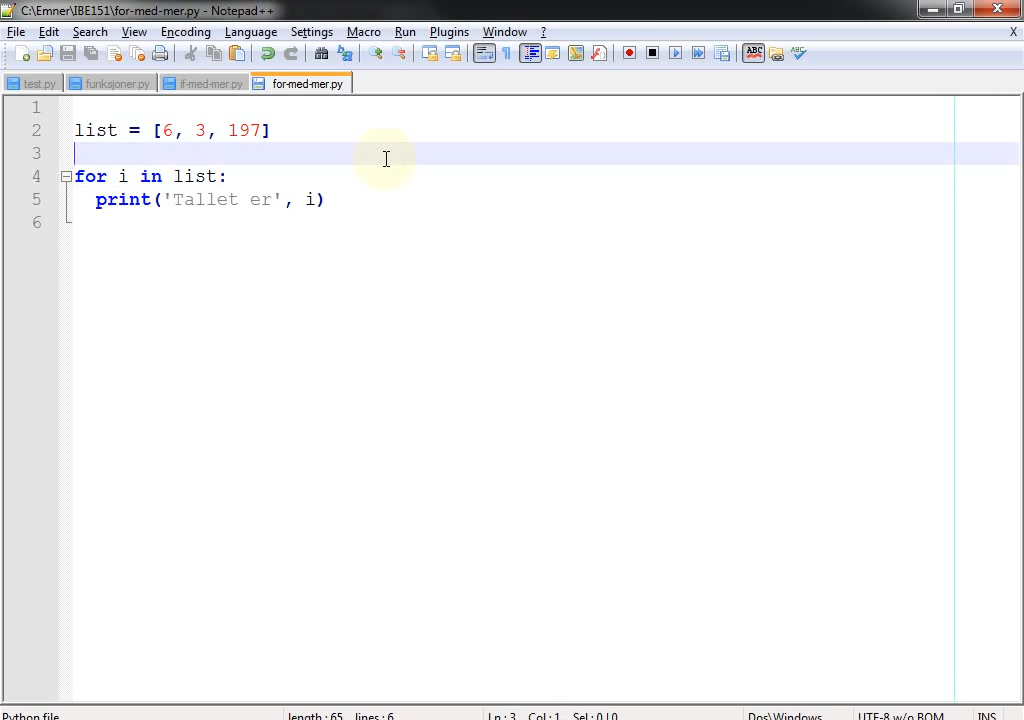 C:\Emner\IBE151\for-med-mer.py - Notepad++
File Edit Search View Encoding Language Settings Macro Run Plugins Window ? X
test.py funksjoner.py if-med-mer.py for-med-mer.py
1
2 list = [6, 3, 197]
3
4 for i in list:
5 print('Tallet er', i)
6
Python file length : 65 lines : 6 Ln : 3 Col : 1 Sel : 0 | 0 Dos\Windows UTF-8 w/o BOM INS